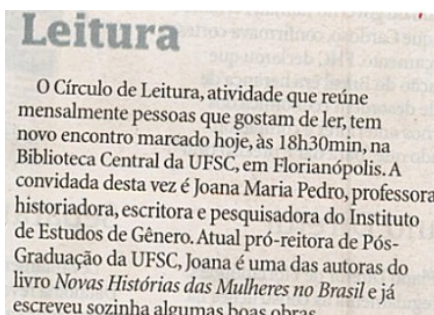 Leitura
O Círculo de Leitura, atividade que reúne
mensalmente pessoas que gostam de ler, tem
novo encontro marcado hoje, às 18h30min, na
Biblioteca Central da UFSC, em Florianópolis. A
convidada desta vez é Joana Maria Pedro, professora
historiadora, escritora e pesquisadora do Instituto
de Estudos de Gênero. Atual pró-reitora de Pós-
Graduação da UFSC, Joana é uma das autoras do
livro Novas Histórias das Mulheres no Brasil e já
escreveu sozinha algumas boas obras